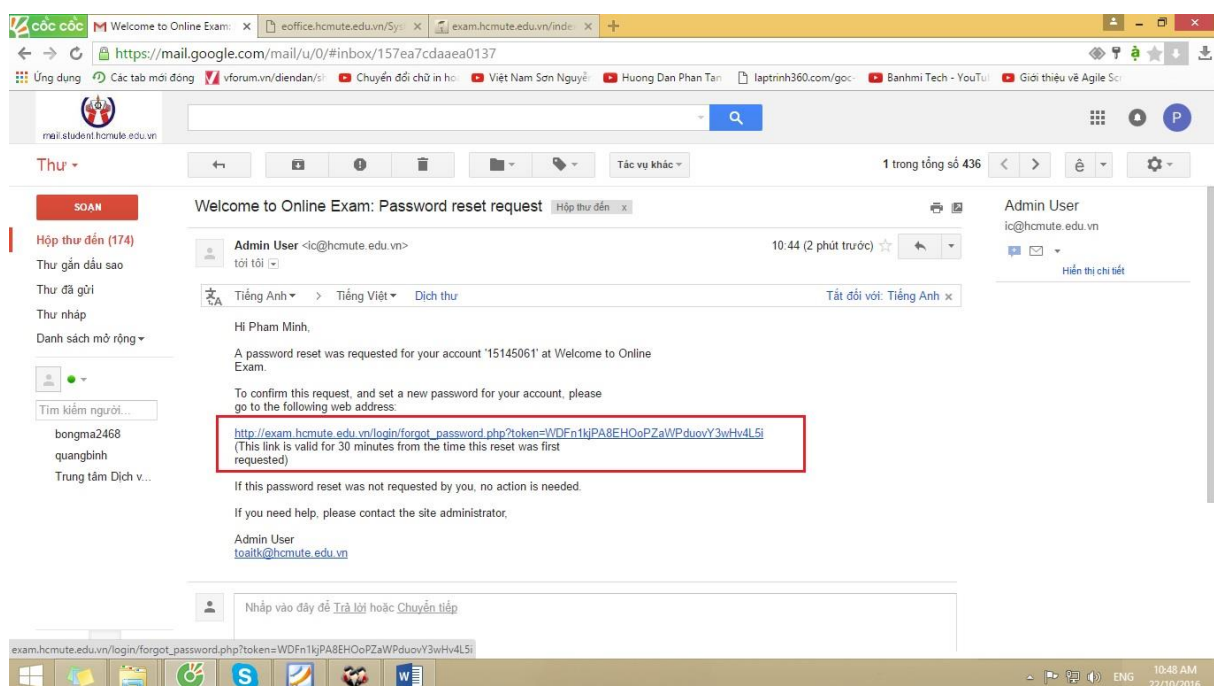 cốc cốc
Welcome to Online Exam:
eoffice.hcmute.edu.vn/Sys
exam.hcmute.edu.vn/inde
https://mail.google.com/mail/u/0/#inbox/157ea7cdaaea0137
Ứng dụng
Các tab mới đóng
vforum.vn/diendan/s
Chuyển đổi chữ in ho
Việt Nam Sơn Nguyễ
Huong Dan Phan Tan
laptrinh360.com/goc-
Banhmi Tech - YouTu
Giới thiệu về Agile Sc
mail.student.hcmute.edu.vn
P
Thư
Tác vụ khác
1 trong tổng số 436
SOẠN
Welcome to Online Exam: Password reset request
Hộp thư đến x
Admin User
ic@hcmute.edu.vn
Hiển thị chi tiết
Hộp thư đến (174)
Thư gắn dấu sao
Thư đã gửi
Thư nháp
Danh sách mở rộng
Tìm kiếm người...
bongma2468
quangbinh
Trung tâm Dịch v...
Admin User <ic@hcmute.edu.vn>
10:44 (2 phút trước)
tới tôi
Tiếng Anh > Tiếng Việt Dịch thư
Tắt đối với: Tiếng Anh x
Hi Pham Minh,
A password reset was requested for your account '15145061' at Welcome to Online
Exam.
To confirm this request, and set a new password for your account, please
go to the following web address:
http://exam.hcmute.edu.vn/login/forgot_password.php?token=WDFn1kjPA8EHOoPZaWPduovY3wHv4L5i
(This link is valid for 30 minutes from the time this reset was first
requested)
If this password reset was not requested by you, no action is needed.
If you need help, please contact the site administrator,
Admin User
toaitk@hcmute.edu.vn
Nhấp vào đây để Trả lời hoặc Chuyển tiếp
exam.hcmute.edu.vn/login/forgot_password.php?token=WDFn1kjPA8EHOoPZaWPduovY3wHv4L5i
ENG
10:48 AM
22/10/2016